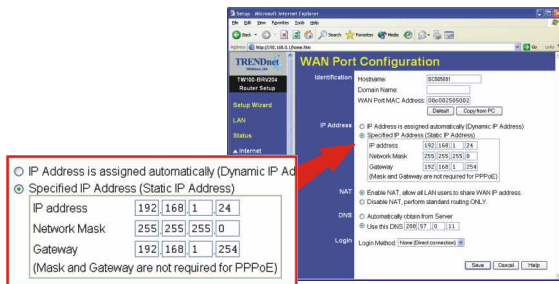 Setup - Microsoft Internet Explorer
File Edit View Favorites Tools Help
Back Search Favorites Media
Address http://192.168.0.1/home.htm Go Links
TRENDnet
TW100-BRV204
Router Setup
Setup Wizard
LAN
Status
Internet
WAN Port Configuration
Identification
Hostname: SC505001
Domain Name:
WAN Port MAC Address: 00c002505002
Default Copy from PC
IP Address
IP Address is assigned automatically (Dynamic IP Address)
Specified IP Address (Static IP Address)
IP address 192 168 1 24
Network Mask 255 255 255 0
Gateway 192 168 1 254
(Mask and Gateway are not required for PPPoE)
NAT
Enable NAT, allow all LAN users to share WAN IP address.
Disable NAT, perform standard routing ONLY.
DNS
Automatically obtain from Server
Use this DNS 200 57 0 11
Login
Login Method: None (Direct connection)
Save Cancel Help
IP Address is assigned automatically (Dynamic IP Ad
Specified IP Address (Static IP Address)
IP address 192 .168 .1 .24
Network Mask 255 .255 .255 .0
Gateway 192 .168 .1 .254
(Mask and Gateway are not required for PPPoE)